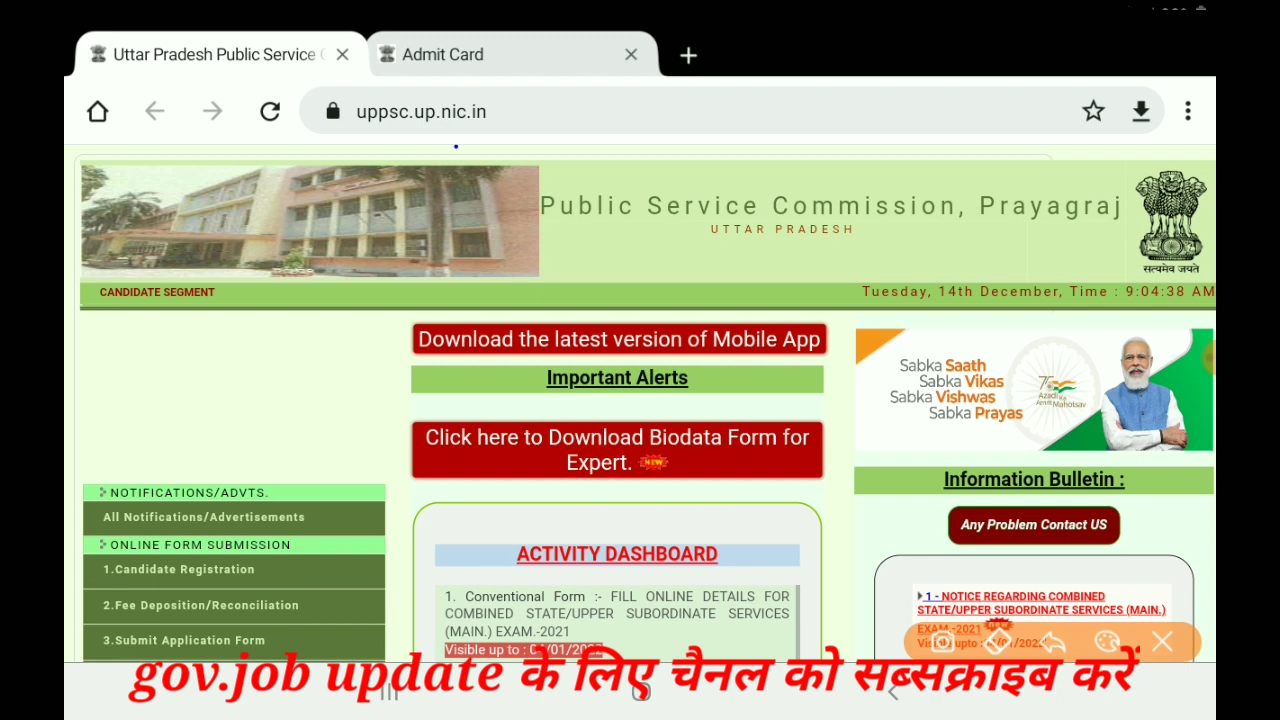 Uttar Pradesh Public Service
Admit Card
uppsc.up.nic.in
Public Service Commission, Prayagraj
UTTAR PRADESH
सत्यमेव जयते
CANDIDATE SEGMENT
Tuesday, 14th December, Time : 9:04:38 AM
Download the latest version of Mobile App
Important Alerts
Click here to Download Biodata Form for
Expert. NEW
Sabka Saath
Sabka Vikas
Sabka Vishwas
Sabka Prayas
75
Azadi Ka
Amrit Mahotsav
Information Bulletin :
Any Problem Contact US
NOTIFICATIONS/ADVTS.
All Notifications/Advertisements
ONLINE FORM SUBMISSION
1.Candidate Registration
2.Fee Deposition/Reconciliation
3.Submit Application Form
ACTIVITY DASHBOARD
1. Conventional Form :- FILL ONLINE DETAILS FOR
COMBINED STATE/UPPER SUBORDINATE SERVICES
(MAIN.) EXAM.-2021
Visible up to :
1 - NOTICE REGARDING COMBINED
STATE/UPPER SUBORDINATE SERVICES (MAIN.)
EXAM.-2021
Visible upto :
gov.job update के लिए चैनल को सब्सक्राइब करें